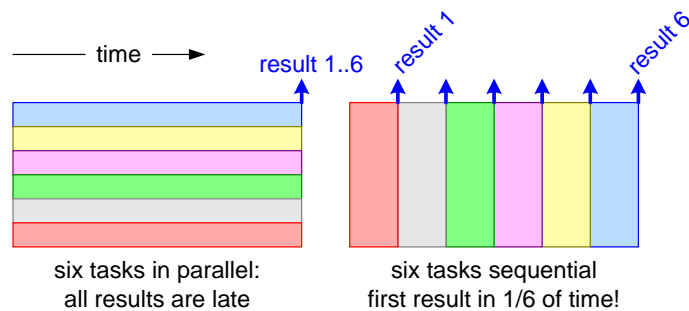 time
result 1..6
result 1
result 6
six tasks in parallel:
all results are late
six tasks sequential
first result in 1/6 of time!